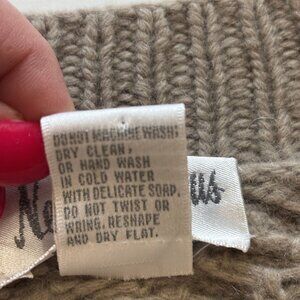 DO NOT MACHINE WASH;
DRY CLEAN,
OR HAND WASH
IN COLD WATER
WITH DELICATE SOAP.
DO NOT TWIST OR
WRING. RESHAPE
AND DRY FLAT.